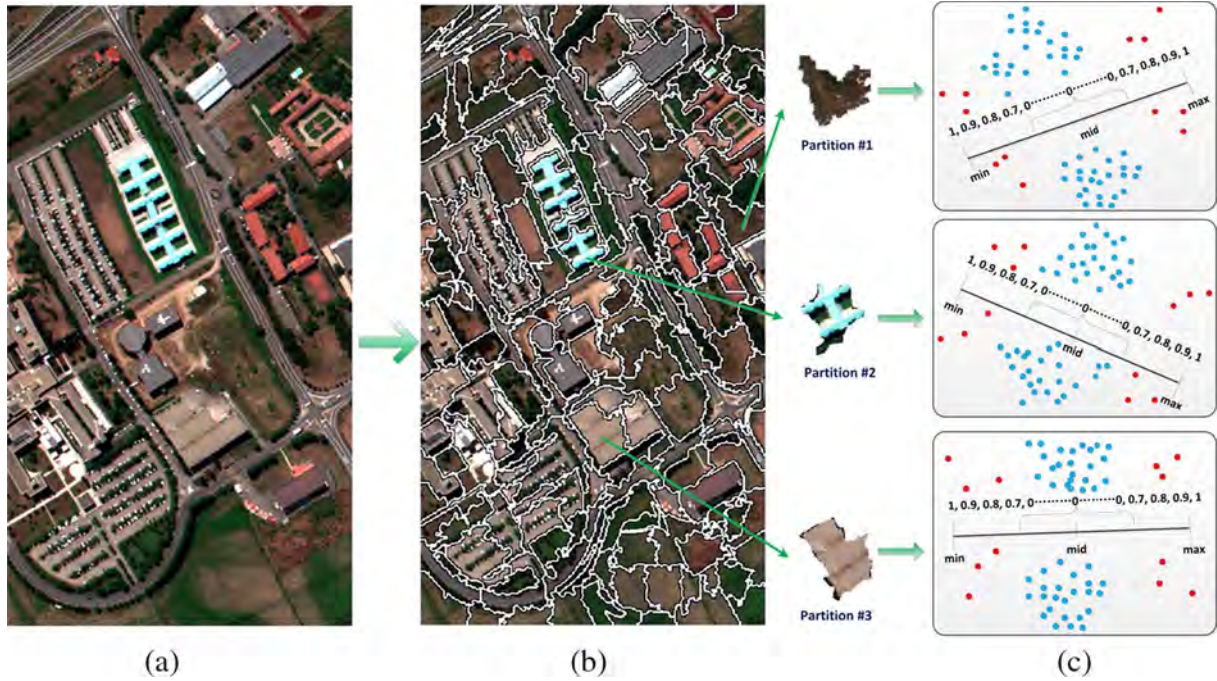 Partition #1
1, 0.9, 0.8, 0.7, 0·········0·········0, 0.7, 0.8, 0.9, 1
min
mid
max
Partition #2
1, 0.9, 0.8, 0.7, 0·········0·········0, 0.7, 0.8, 0.9, 1
min
mid
max
Partition #3
1, 0.9, 0.8, 0.7, 0·········0·········0, 0.7, 0.8, 0.9, 1
min
mid
max
(a)
(b)
(c)